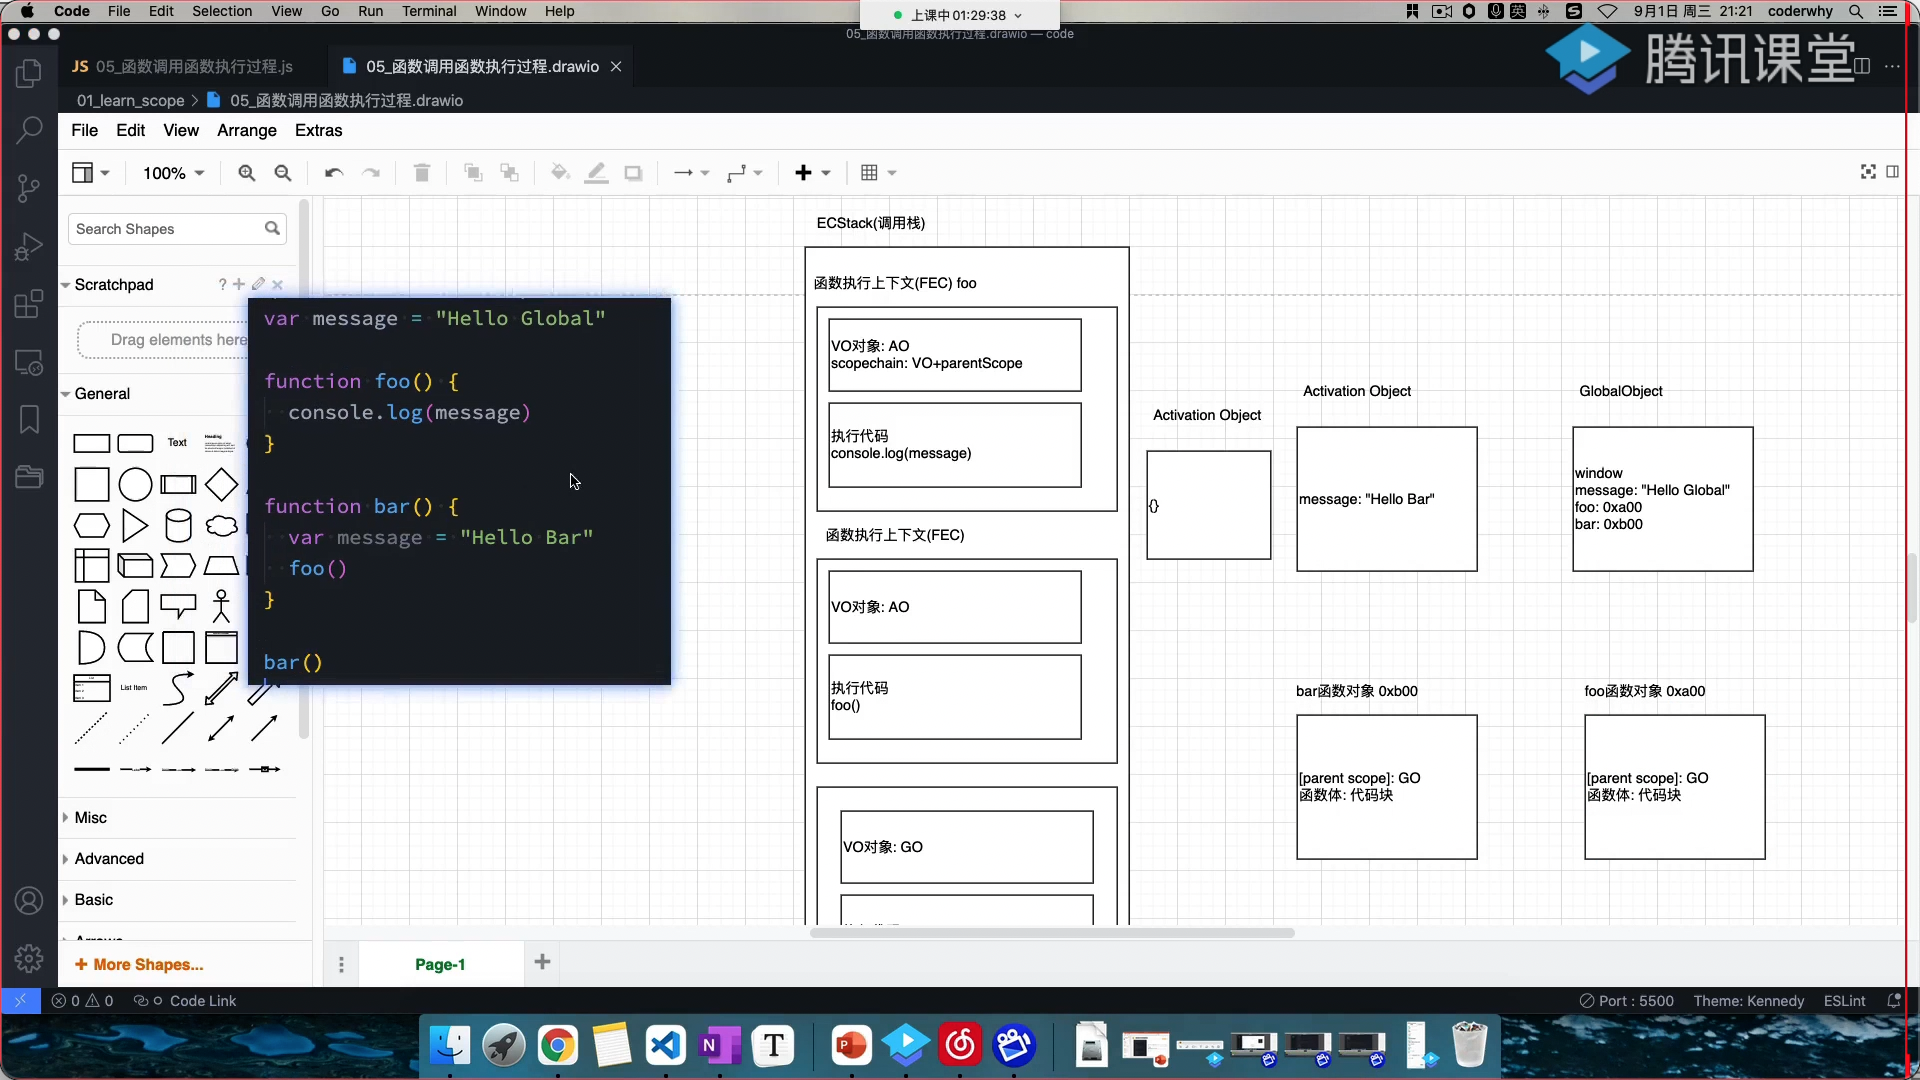 Code File Edit Selection View Go Run Terminal Window Help
上课中 01:29:38
英 S 9月1日 周三 21:21 coderwhy
05_函数调用函数执行过程.drawio — code
JS 05_函数调用函数执行过程.js
05_函数调用函数执行过程.drawio
腾讯课堂
01_learn_scope > 05_函数调用函数执行过程.drawio
File Edit View Arrange Extras
100%
Search Shapes
Scratchpad
?
Drag elements here
General
Text
Heading
List Item
Misc
Advanced
Basic
+ More Shapes...
var message = "Hello Global"
function foo() {
console.log(message)
}
function bar() {
var message = "Hello Bar"
foo()
}
bar()
ECStack(调用栈)
函数执行上下文(FEC) foo
VO对象: AO
scopechain: VO+parentScope
执行代码
console.log(message)
函数执行上下文(FEC)
VO对象: AO
执行代码
foo()
VO对象: GO
Activation Object
{}
Activation Object
message: "Hello Bar"
GlobalObject
window
message: "Hello Global"
foo: 0xa00
bar: 0xb00
bar函数对象 0xb00
[parent scope]: GO
函数体: 代码块
foo函数对象 0xa00
[parent scope]: GO
函数体: 代码块
Page-1
0 0 Code Link
Port : 5500 Theme: Kennedy ESLint
N T P